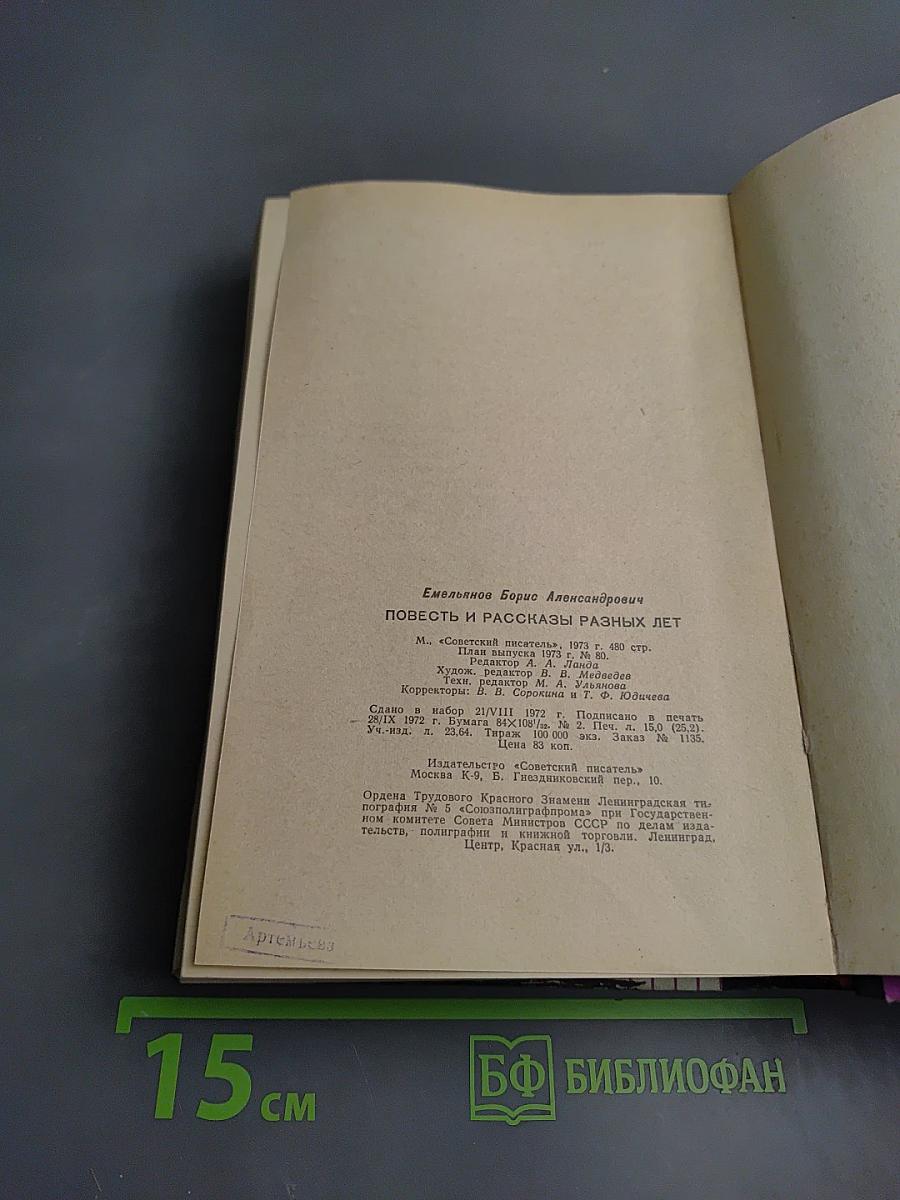 Емельянов Борис Александрович
ПОВЕСТЬ И РАССКАЗЫ РАЗНЫХ ЛЕТ
М., «Советский писатель», 1973 г. 480 стр.
План выпуска 1973 г. № 80.
Редактор А. А. Ланда
Худож. редактор В. В. Медведев
Техн. редактор М. А. Ульянова
Корректоры: В. В. Сорокина и Т. Ф. Юдичева
Сдано в набор 21/VIII 1972 г. Подписано в печать
28/IX 1972 г. Бумага 84×108¹/₃₂. № 2. Печ. л. 15,0 (25,2).
Уч.-изд. л. 23,64. Тираж 100 000 экз. Заказ № 1135.
Цена 83 коп.
Издательство «Советский писатель»
Москва К-9, Б. Гнездниковский пер., 10.
Ордена Трудового Красного Знамени Ленинградская ти-
пография № 5 «Союзполиграфпрома» при Государствен-
ном комитете Совета Министров СССР по делам изда-
тельств, полиграфии и книжной торговли. Ленинград,
Центр, Красная ул., 1/3.
Артемьева
15 см
БФ БИБЛИОФАН